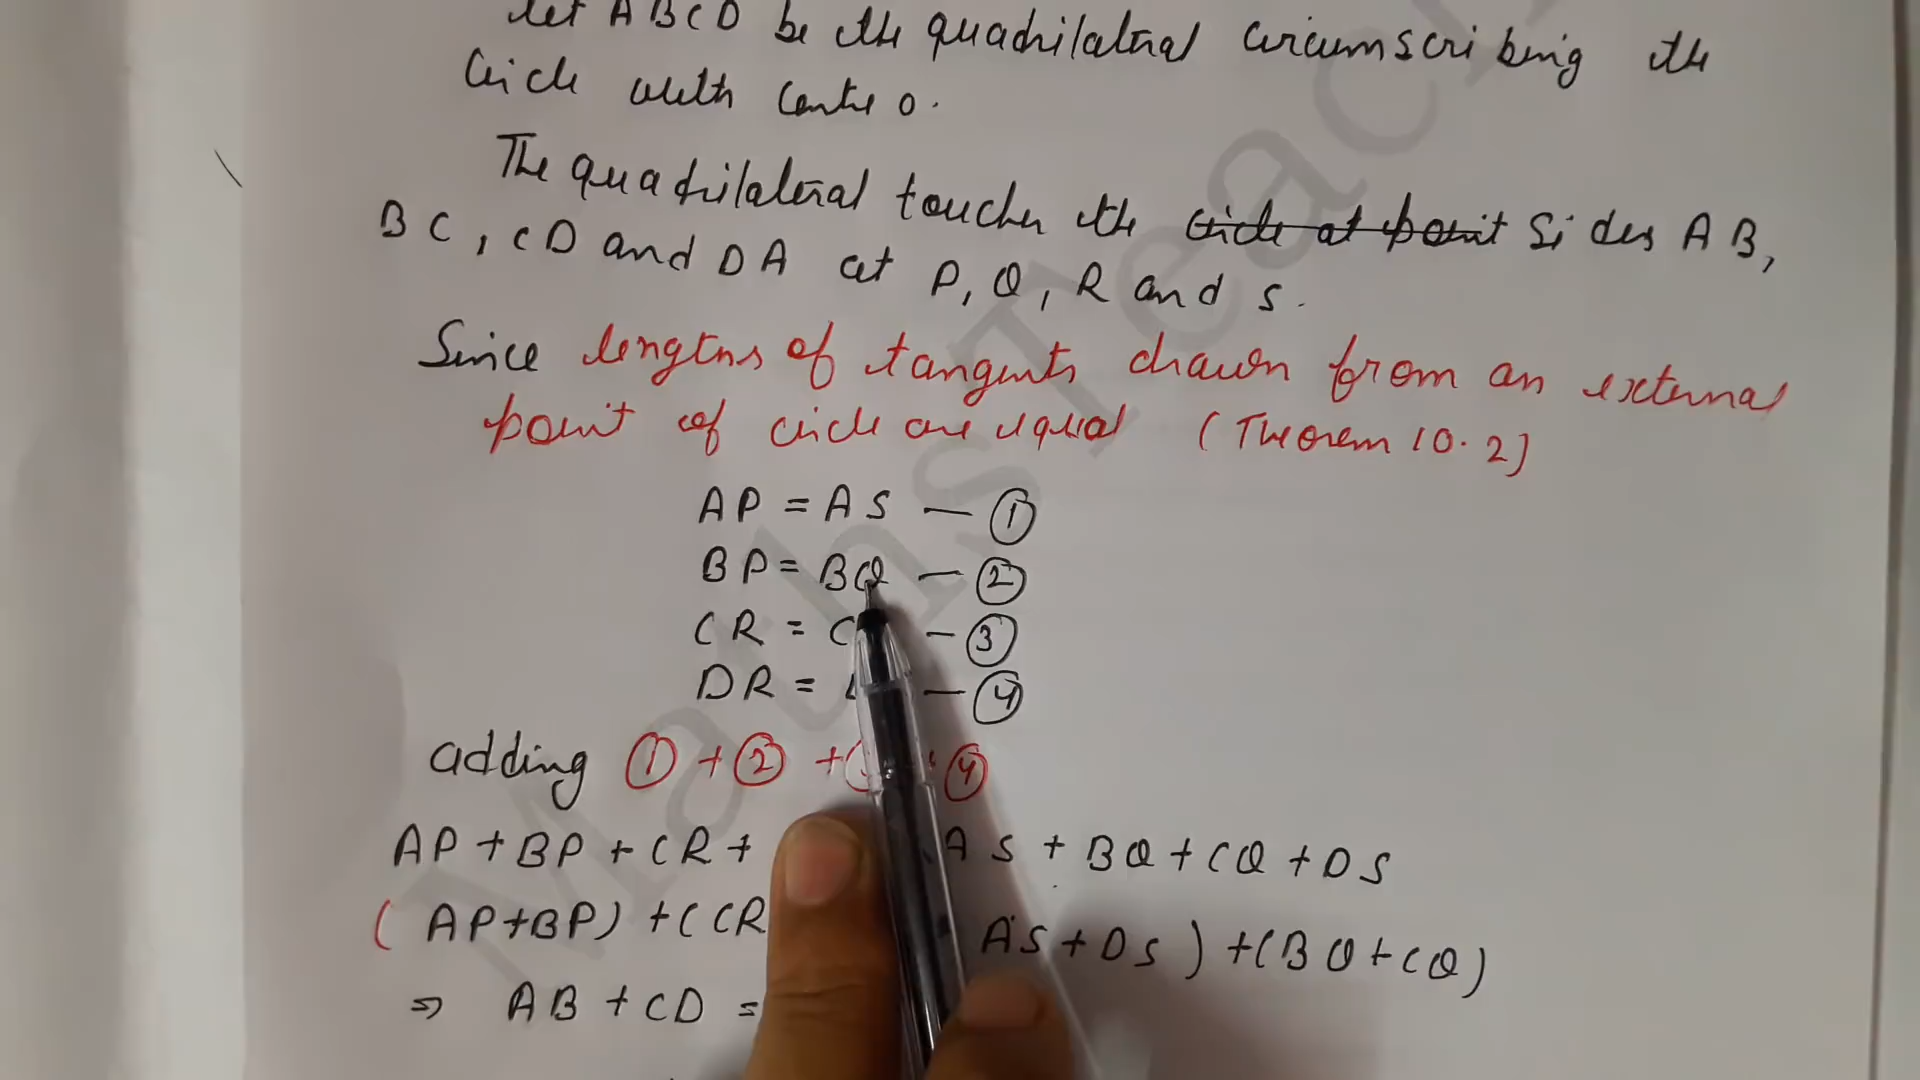 let ABCD be the quadrilateral circumscribing the
circle with centre O.
The quadrilateral touches the circle at point sides AB,
BC, CD and DA at P, Q, R and S.
Since lengths of tangents drawn from an external
point of circle are equal (Theorem 10.2)
AP = AS — ①
BP = BQ — ②
CR = C — ③
DR = — ④
adding ① + ② + + ④
AP + BP + CR + AS + BQ + CQ + DS
(AP+BP) + (CR AS + DS) + (BQ + CQ)
⇒ AB + CD =
Maths Teach